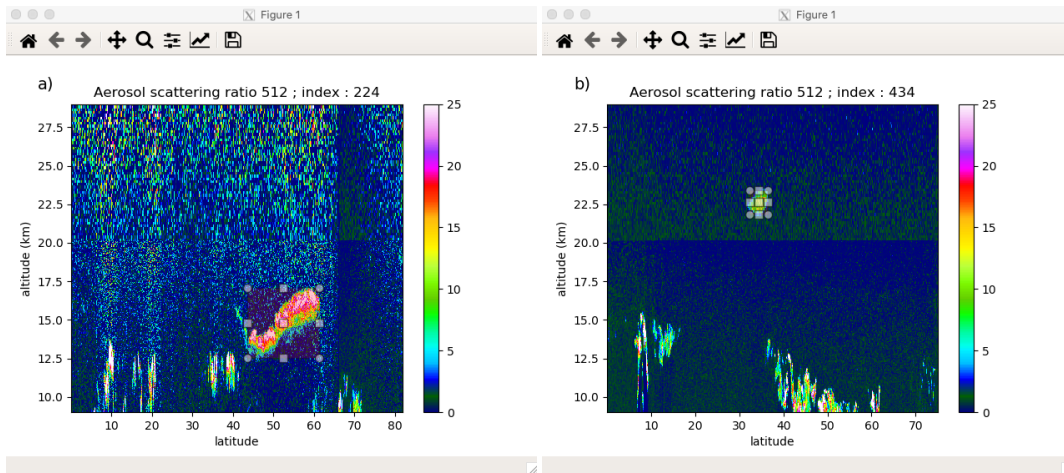 Figure 1
a)
Aerosol scattering ratio 512 ; index : 224
27.5
25.0
22.5
20.0
17.5
15.0
12.5
10.0
altitude (km)
10 20 30 40 50 60 70 80
latitude
25
20
15
10
5
0
Figure 1
b)
Aerosol scattering ratio 512 ; index : 434
27.5
25.0
22.5
20.0
17.5
15.0
12.5
10.0
altitude (km)
10 20 30 40 50 60 70
latitude
25
20
15
10
5
0